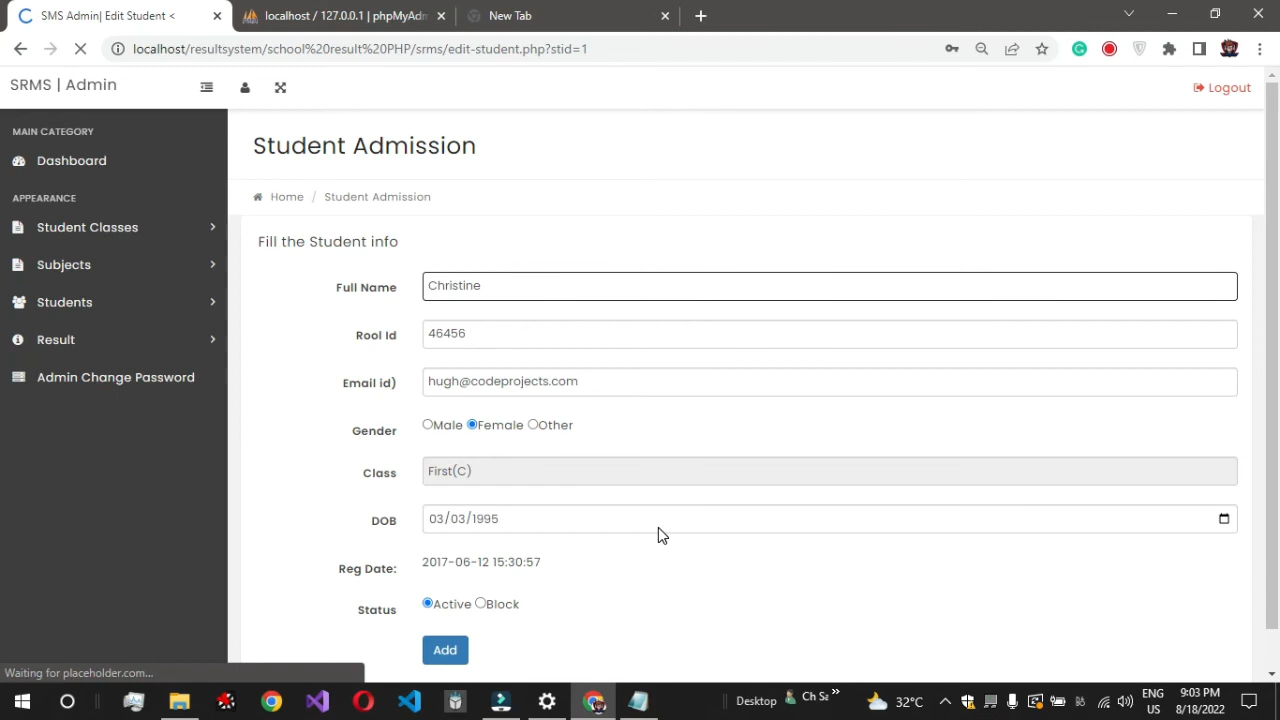 SMS Admin| Edit Student <
localhost / 127.0.0.1 | phpMyAdm
New Tab
localhost/resultsystem/school%20result%20PHP/srms/edit-student.php?stid=1
SRMS | Admin
Logout
MAIN CATEGORY
Dashboard
APPEARANCE
Student Classes
Subjects
Students
Result
Admin Change Password
Student Admission
Home / Student Admission
Fill the Student info
Full Name Christine
Rool Id 46456
Email id) hugh@codeprojects.com
Gender Male Female Other
Class First(C)
DOB 03/03/1995
Reg Date: 2017-06-12 15:30:57
Status Active Block
Add
Waiting for placeholder.com...
Desktop
Ch Sa
32°C
ENG
US
9:03 PM
8/18/2022